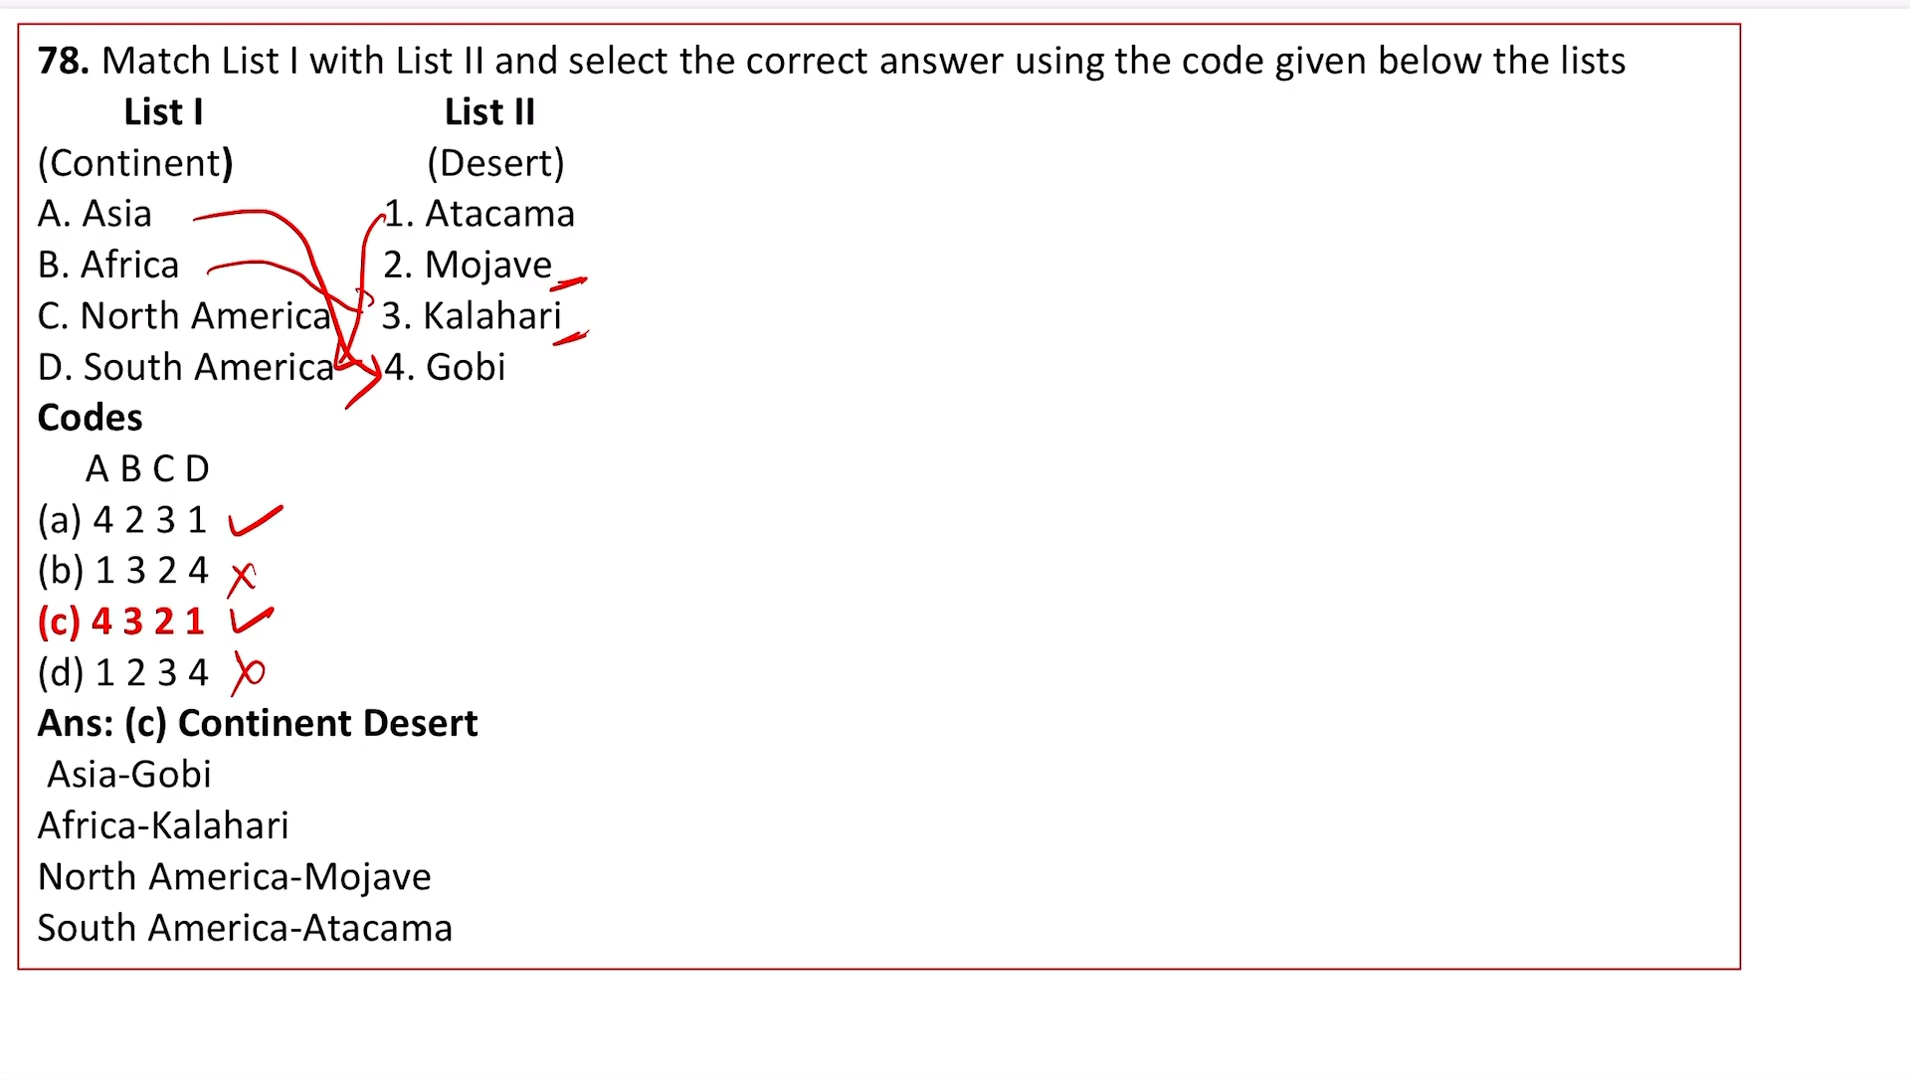 78. Match List I with List II and select the correct answer using the code given below the lists
List I List II
(Continent) (Desert)
A. Asia 1. Atacama
B. Africa 2. Mojave
C. North America 3. Kalahari
D. South America 4. Gobi
Codes
A B C D
(a) 4 2 3 1
(b) 1 3 2 4
(c) 4 3 2 1
(d) 1 2 3 4
Ans: (c) Continent Desert
Asia-Gobi
Africa-Kalahari
North America-Mojave
South America-Atacama